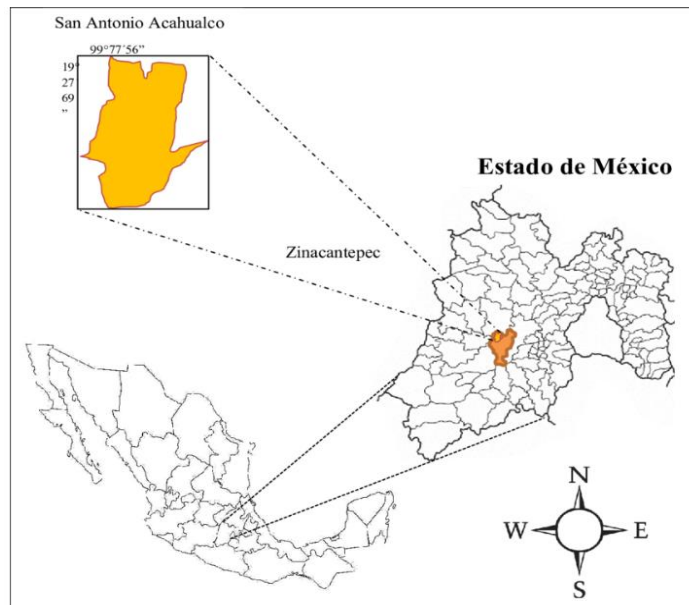 San Antonio Acahualco
99°77´56”
19°
27
69
”
Estado de México
Zinacantepec
N
W E
S